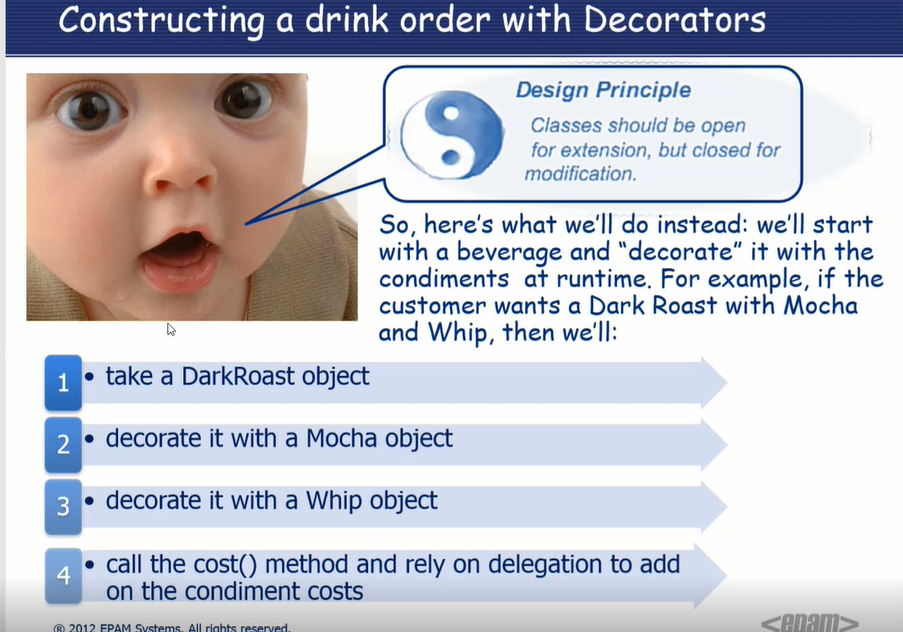 Constructing a drink order with Decorators
Design Principle
Classes should be open
for extension, but closed for
modification.
So, here's what we'll do instead: we'll start
with a beverage and “decorate” it with the
condiments at runtime. For example, if the
customer wants a Dark Roast with Mocha
and Whip, then we'll:
1 • take a DarkRoast object
2 • decorate it with a Mocha object
3 • decorate it with a Whip object
4 • call the cost() method and rely on delegation to add
on the condiment costs
® 2012 EPAM Systems. All rights reserved.
<epam>